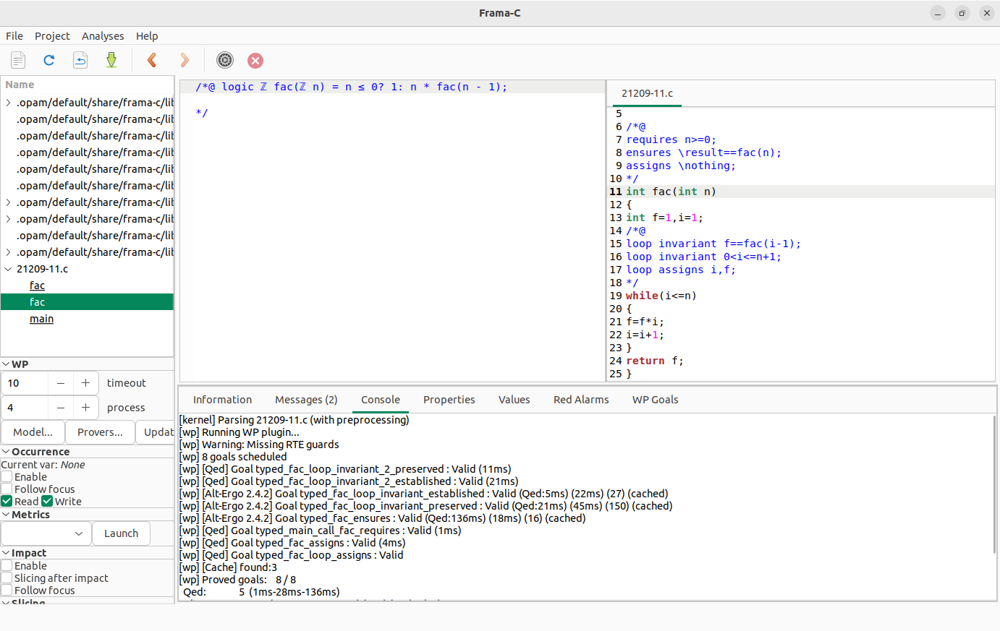 Frama-C
File Project Analyses Help
Name
.opam/default/share/frama-c/lib
.opam/default/share/frama-c/lib
.opam/default/share/frama-c/lib
.opam/default/share/frama-c/lib
.opam/default/share/frama-c/lib
.opam/default/share/frama-c/lib
.opam/default/share/frama-c/lib
.opam/default/share/frama-c/lib
.opam/default/share/frama-c/lib
.opam/default/share/frama-c/lib
21209-11.c
fac
fac
main
WP
10 − + timeout
4 − + process
Model... Provers... Updat
Occurrence
Current var: None
Enable
Follow focus
Read Write
Metrics
Launch
Impact
Enable
Slicing after impact
Follow focus
Slicing
/*@ logic ℤ fac(ℤ n) = n ≤ 0? 1: n * fac(n - 1);
*/
21209-11.c
5
6 /*@
7 requires n>=0;
8 ensures \result==fac(n);
9 assigns \nothing;
10 */
11 int fac(int n)
12 {
13 int f=1,i=1;
14 /*@
15 loop invariant f==fac(i-1);
16 loop invariant 0<i<=n+1;
17 loop assigns i,f;
18 */
19 while(i<=n)
20 {
21 f=f*i;
22 i=i+1;
23 }
24 return f;
25 }
Information Messages (2) Console Properties Values Red Alarms WP Goals
[kernel] Parsing 21209-11.c (with preprocessing)
[wp] Running WP plugin...
[wp] Warning: Missing RTE guards
[wp] 8 goals scheduled
[wp] [Qed] Goal typed_fac_loop_invariant_2_preserved : Valid (11ms)
[wp] [Qed] Goal typed_fac_loop_invariant_2_established : Valid (21ms)
[wp] [Alt-Ergo 2.4.2] Goal typed_fac_loop_invariant_established : Valid (Qed:5ms) (22ms) (27) (cached)
[wp] [Alt-Ergo 2.4.2] Goal typed_fac_loop_invariant_preserved : Valid (Qed:21ms) (45ms) (150) (cached)
[wp] [Alt-Ergo 2.4.2] Goal typed_fac_ensures : Valid (Qed:136ms) (18ms) (16) (cached)
[wp] [Qed] Goal typed_main_call_fac_requires : Valid (1ms)
[wp] [Qed] Goal typed_fac_assigns : Valid (4ms)
[wp] [Qed] Goal typed_fac_loop_assigns : Valid
[wp] [Cache] found:3
[wp] Proved goals: 8 / 8
Qed: 5 (1ms-28ms-136ms)